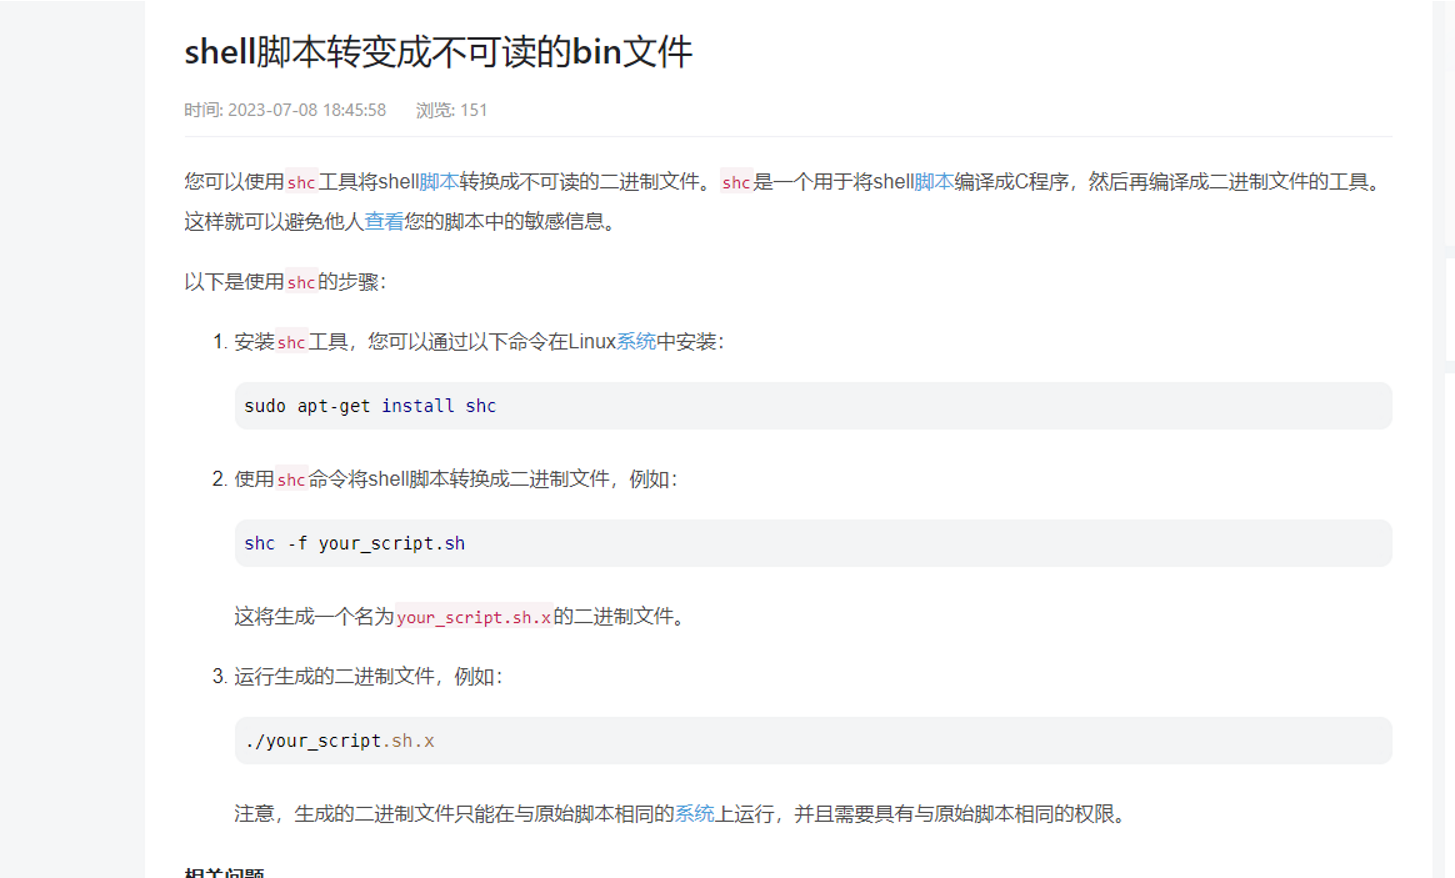 shell脚本转变成不可读的bin文件
时间: 2023-07-08 18:45:58 浏览: 151
您可以使用shc工具将shell脚本转换成不可读的二进制文件。shc是一个用于将shell脚本编译成C程序，然后再编译成二进制文件的工具。
这样就可以避免他人查看您的脚本中的敏感信息。
以下是使用shc的步骤：
1. 安装shc工具，您可以通过以下命令在Linux系统中安装：
sudo apt-get install shc
2. 使用shc命令将shell脚本转换成二进制文件，例如：
shc -f your_script.sh
这将生成一个名为your_script.sh.x的二进制文件。
3. 运行生成的二进制文件，例如：
./your_script.sh.x
注意，生成的二进制文件只能在与原始脚本相同的系统上运行，并且需要具有与原始脚本相同的权限。
相关问题